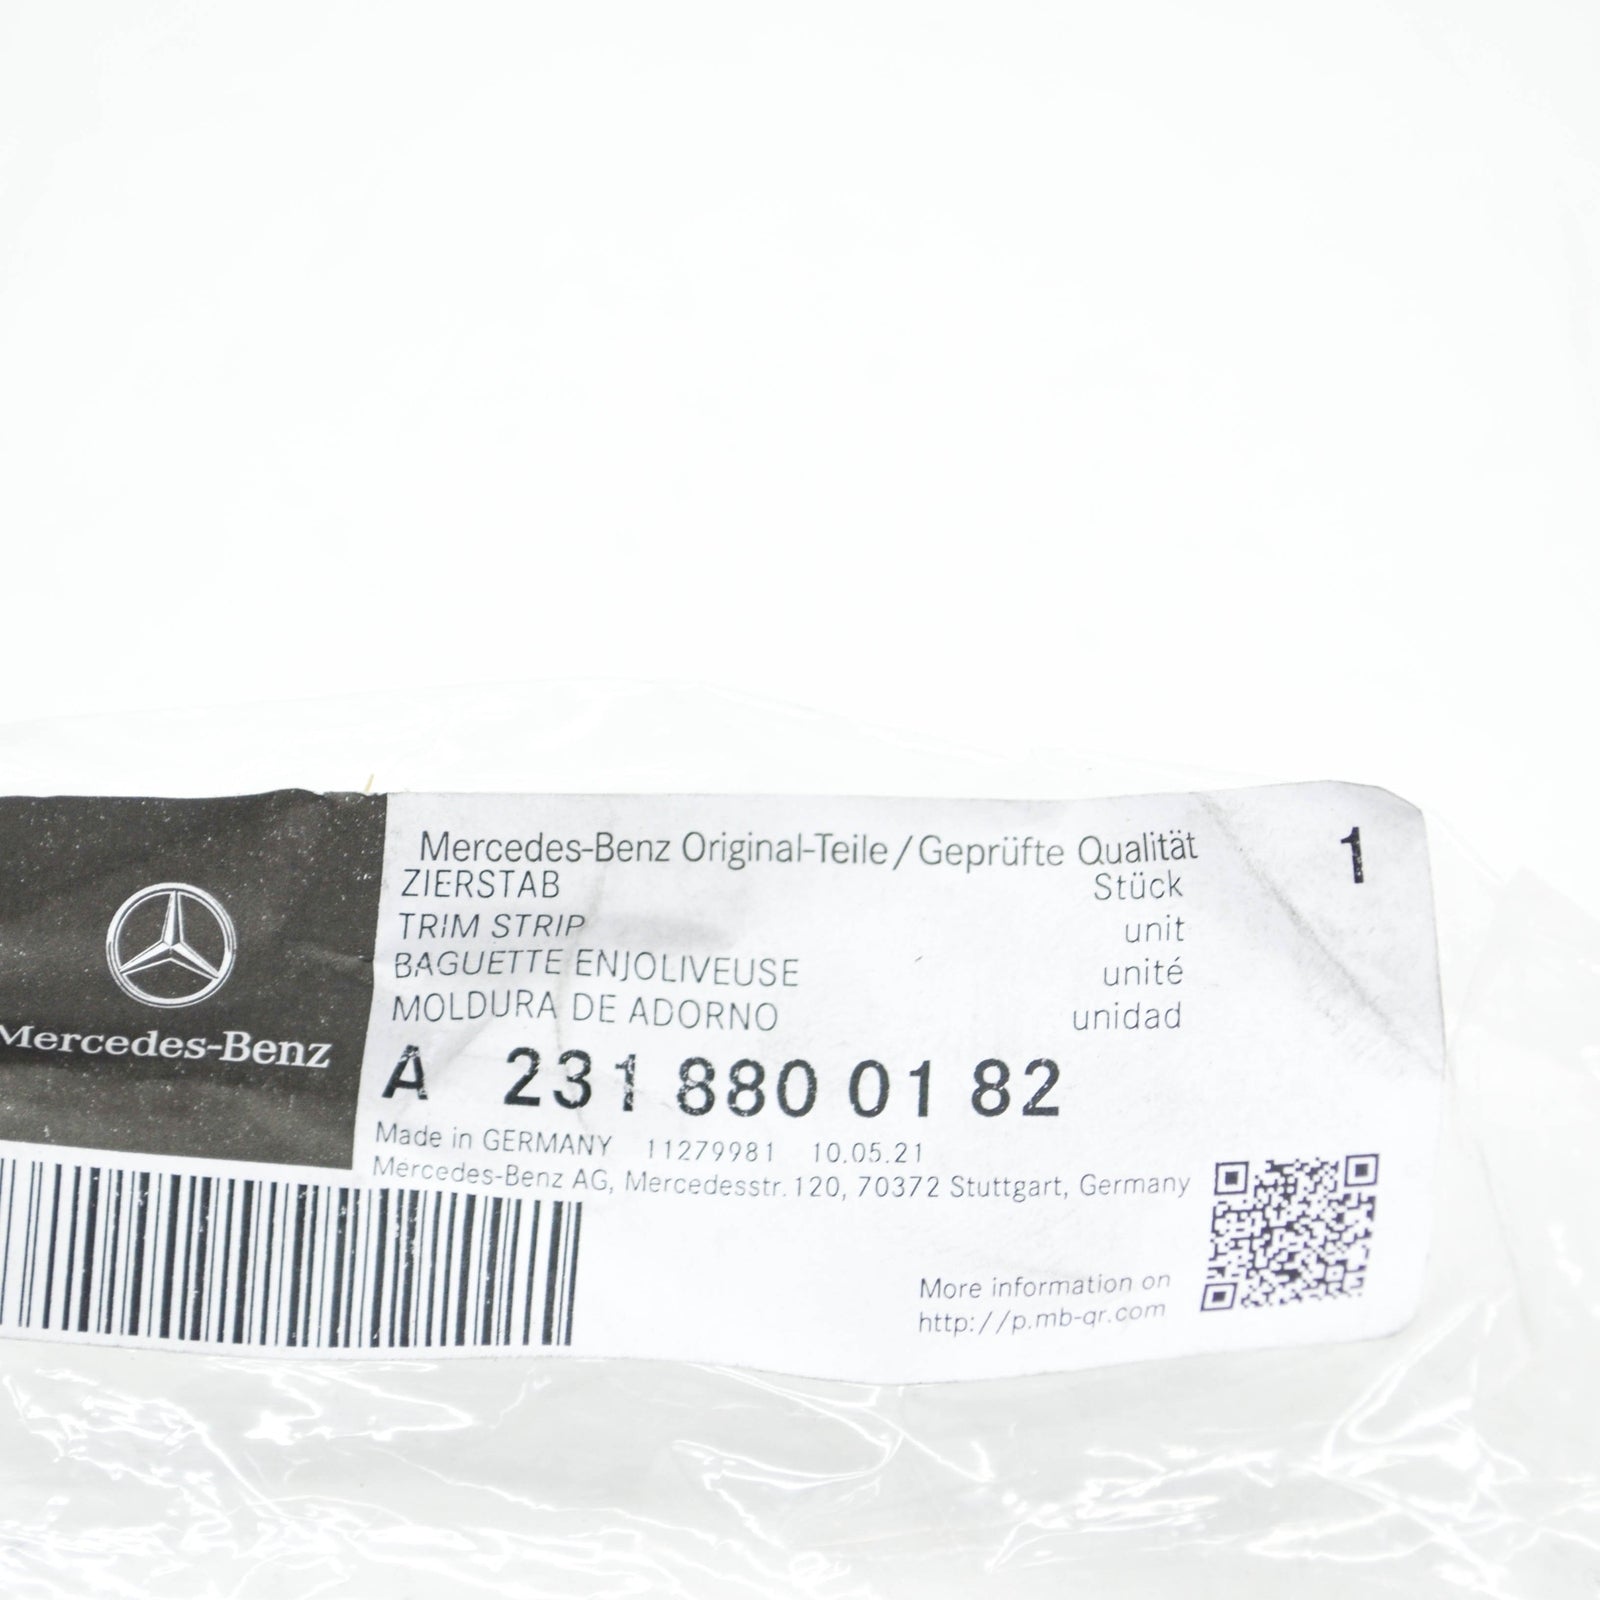 Mercedes-Benz
Mercedes-Benz Original-Teile/Geprüfte Qualität 1
ZIERSTAB Stück
TRIM STRIP unit
BAGUETTE ENJOLIVEUSE unité
MOLDURA DE ADORNO unidad
A 231 880 01 82
Made in GERMANY 11279981 10.05.21
Mercedes-Benz AG, Mercedesstr. 120, 70372 Stuttgart, Germany
More information on
http://p.mb-qr.com